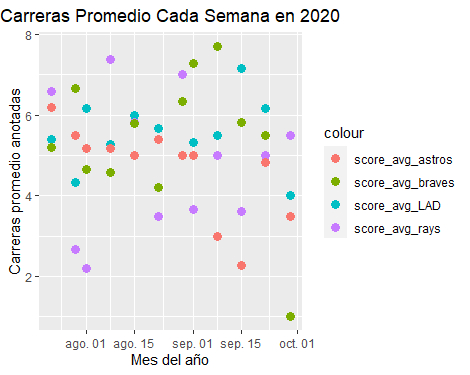 Carreras Promedio Cada Semana en 2020
Carreras promedio anotadas
8
6
4
2
ago. 01
ago. 15
sep. 01
sep. 15
oct. 01
Mes del año
colour
score_avg_astros
score_avg_braves
score_avg_LAD
score_avg_rays